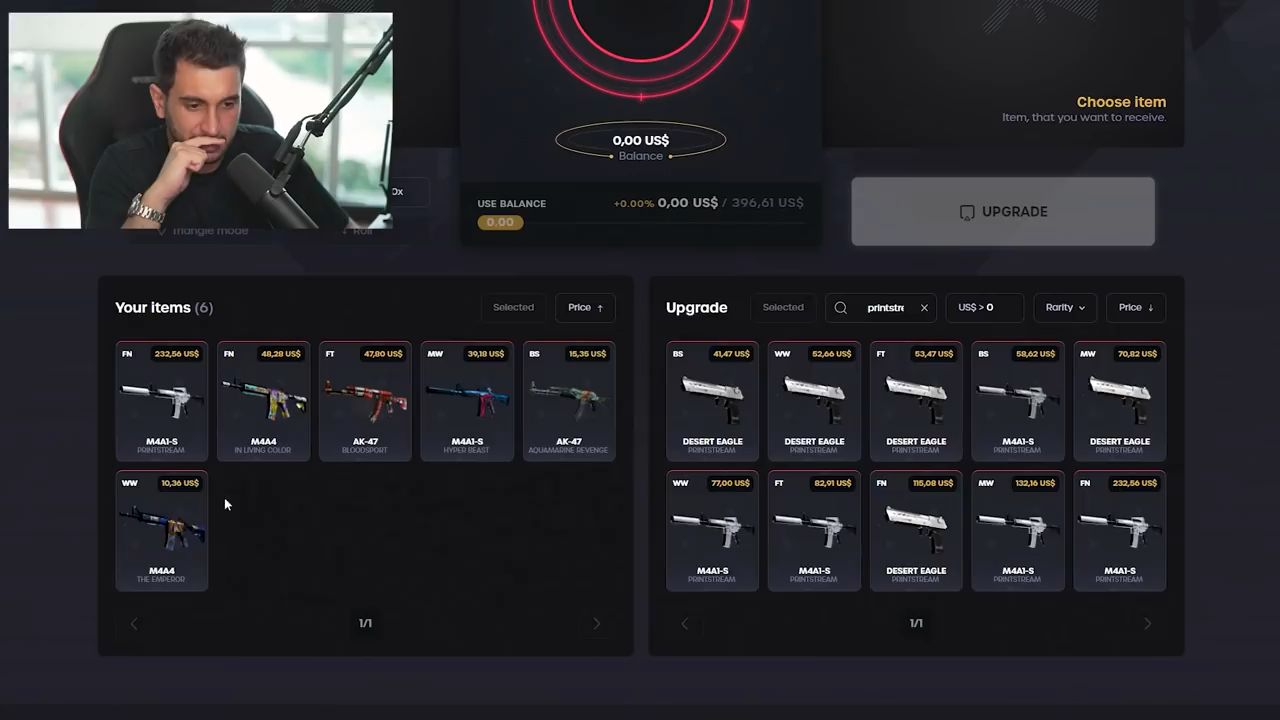 Choose item
Item, that you want to receive.
0,00 US$
Balance
0x
USE BALANCE
+0.00% 0,00 US$ / 396,61 US$
0.00
UPGRADE
Triangle mode
Roll
Your items (6)
Selected
Price ↑
Upgrade
Selected
printstre
US$ > 0
Rarity
Price ↓
FN 232,56 US$
M4A1-S
PRINTSTREAM
FN 48,28 US$
M4A4
IN LIVING COLOR
FT 47,80 US$
AK-47
BLOODSPORT
MW 39,18 US$
M4A1-S
HYPER BEAST
BS 15,35 US$
AK-47
AQUAMARINE REVENGE
WW 10,36 US$
M4A4
THE EMPEROR
1/1
BS 41,47 US$
DESERT EAGLE
PRINTSTREAM
WW 52,66 US$
DESERT EAGLE
PRINTSTREAM
FT 53,47 US$
DESERT EAGLE
PRINTSTREAM
BS 58,62 US$
M4A1-S
PRINTSTREAM
MW 70,82 US$
DESERT EAGLE
PRINTSTREAM
WW 77,00 US$
M4A1-S
PRINTSTREAM
FT 82,91 US$
M4A1-S
PRINTSTREAM
FN 115,08 US$
DESERT EAGLE
PRINTSTREAM
MW 132,16 US$
M4A1-S
PRINTSTREAM
FN 232,56 US$
M4A1-S
PRINTSTREAM
1/1